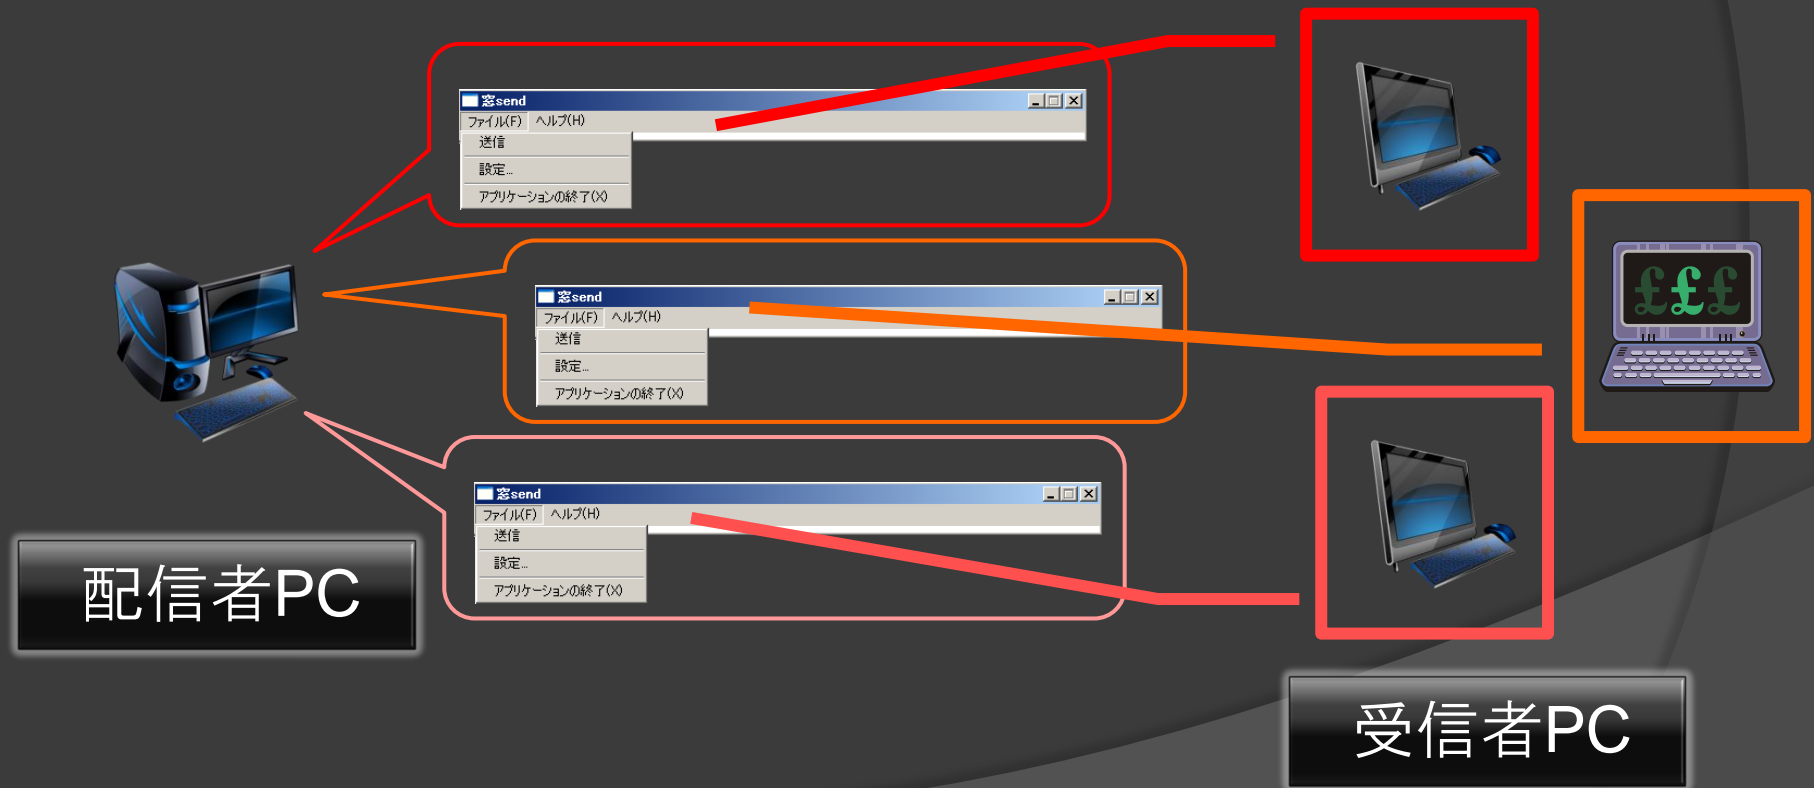 窓send
ファイル(F) ヘルプ(H)
送信
設定...
アプリケーションの終了(X)
窓send
ファイル(F) ヘルプ(H)
送信
設定...
アプリケーションの終了(X)
£££
窓send
ファイル(F) ヘルプ(H)
送信
設定...
アプリケーションの終了(X)
配信者PC
受信者PC